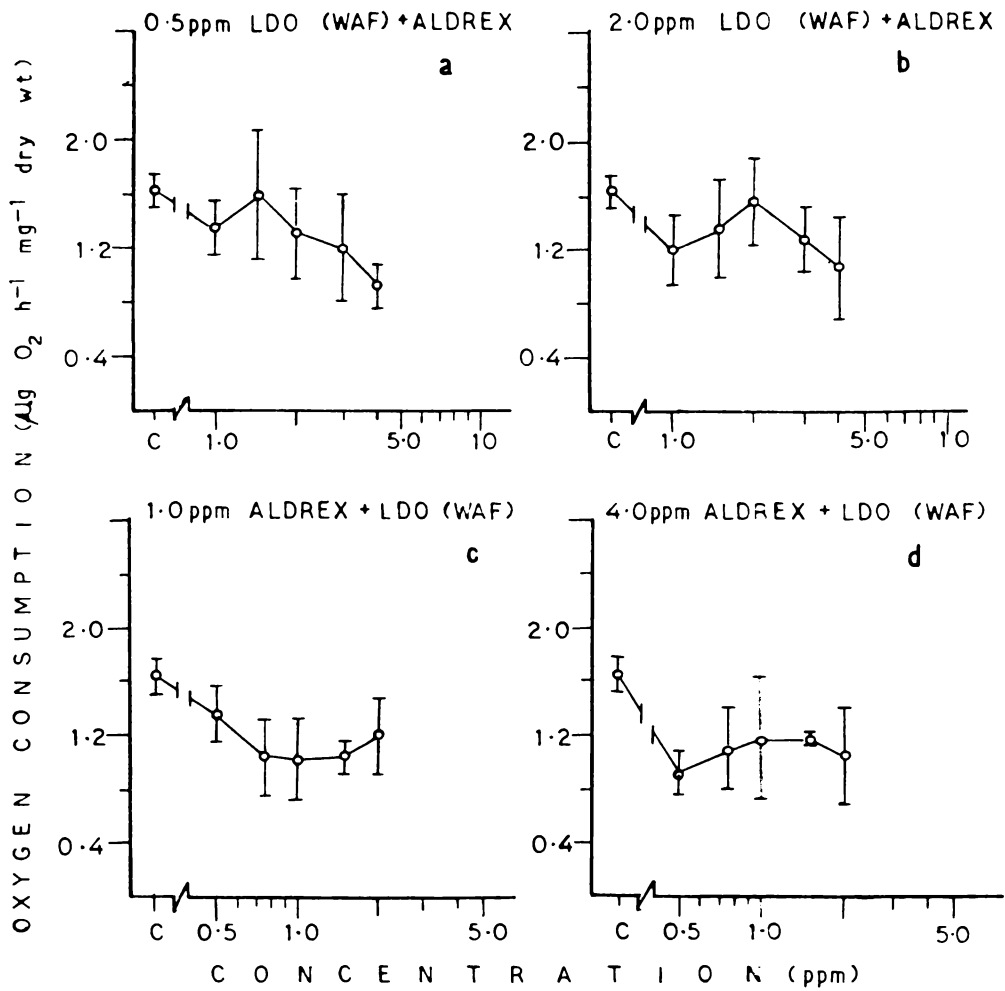 0·5ppm LDO (WAF) + ALDREX
a
2·0
1·2
0·4
C 1·0 5·0 10
2·0ppm LDO (WAF) + ALDREX
b
2·0
1·2
0·4
C 1·0 5·0 10
1·0ppm ALDREX + LDO (WAF)
c
2·0
1·2
0·4
C 0·5 1·0 5·0
4·0ppm ALDREX + LDO (WAF)
d
2·0
1·2
0·4
C 0·5 1·0 5·0
OXYGEN CONSUMPTION (µg O₂ h⁻¹ mg⁻¹ dry wt)
CONCENTRATION (ppm)